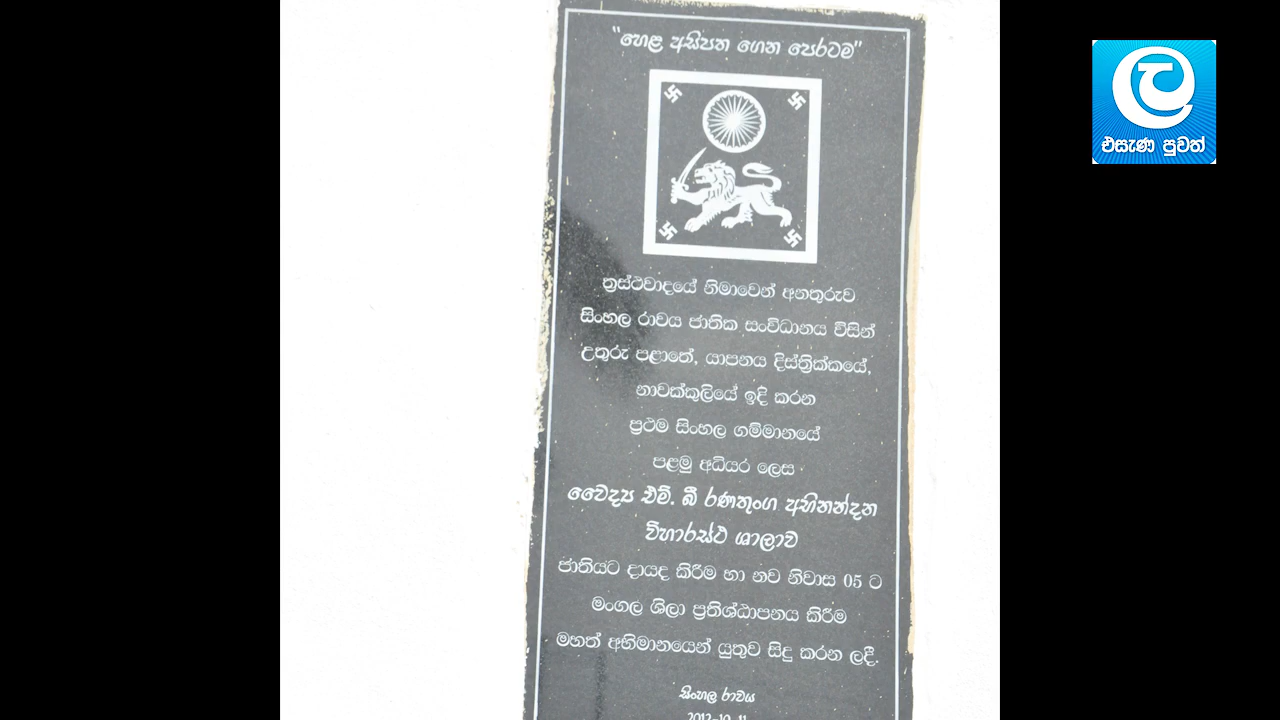 "හෙළ අසිපත ගෙන පෙරටම"
එසැණ පුවත්
ත්‍රස්ථවාදයේ නිමාවෙන් අනතුරුව
සිංහල රාවය ජාතික සංවිධානය විසින්
උතුරු පළාතේ, යාපනය දිස්ත්‍රික්කයේ,
නාවක්කුලියේ ඉදි කරන
ප්‍රථම සිංහල ගම්මානයේ
පළමු අධියර ලෙස
වෛද්‍ය එම්. බී රණතුංග අභිනන්දන
විහාරස්ථ ශාලාව
ජාතියට දායද කිරීම හා නව නිවාස 05 ට
මංගල ශිලා ප්‍රතිශ්ඨාපනය කිරීම
මහත් අභිමානයෙන් යුතුව සිදු කරන ලදී.
සිංහල රාවය